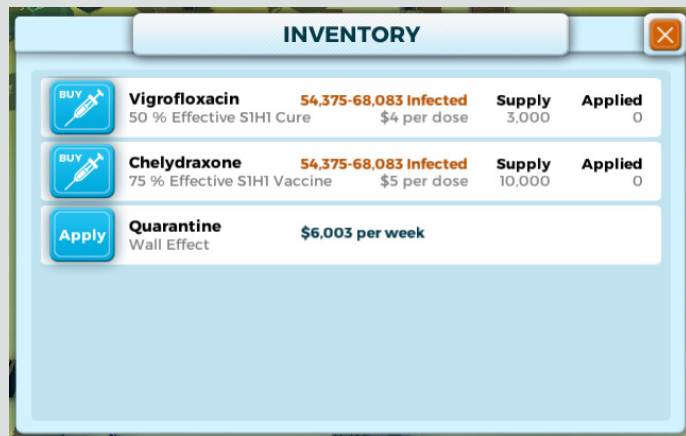 INVENTORY
BUY
Vigrofloxacin 54,375-68,083 Infected Supply Applied
50 % Effective S1H1 Cure $4 per dose 3,000 0
BUY
Chelydraxone 54,375-68,083 Infected Supply Applied
75 % Effective S1H1 Vaccine $5 per dose 10,000 0
Apply
Quarantine $6,003 per week
Wall Effect